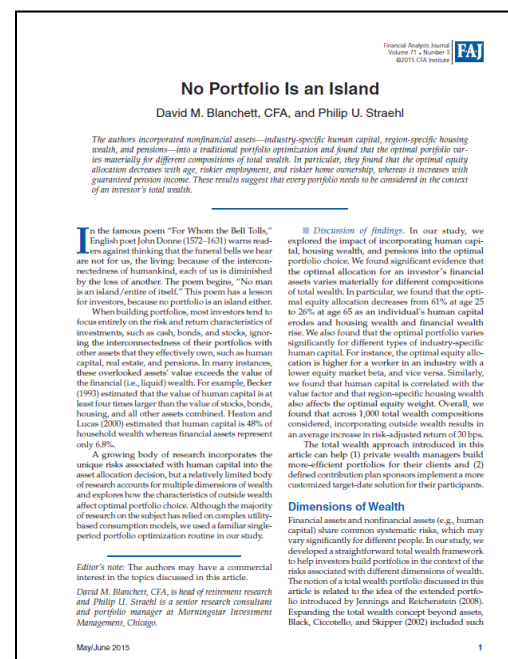 Financial Analysts Journal
Volume 71 • Number 3
©2015 CFA Institute
FAJ
No Portfolio Is an Island
David M. Blanchett, CFA, and Philip U. Straehl
The authors incorporated nonfinancial assets—industry-specific human capital, region-specific housing
wealth, and pensions—into a traditional portfolio optimization and found that the optimal portfolio var-
ies materially for different compositions of total wealth. In particular, they found that the optimal equity
allocation decreases with age, riskier employment, and riskier home ownership, whereas it increases with
guaranteed pension income. These results suggest that every portfolio needs to be considered in the context
of an investor's total wealth.
In the famous poem “For Whom the Bell Tolls,”
English poet John Donne (1572–1631) warns read-
ers against thinking that the funeral bells we hear
are not for us, the living: because of the intercon-
nectedness of humankind, each of us is diminished
by the loss of another. The poem begins, “No man
is an island/entire of itself.” This poem has a lesson
for investors, because no portfolio is an island either.
When building portfolios, most investors tend to
focus entirely on the risk and return characteristics of
investments, such as cash, bonds, and stocks, ignor-
ing the interconnectedness of their portfolios with
other assets that they effectively own, such as human
capital, real estate, and pensions. In many instances,
these overlooked assets' value exceeds the value of
the financial (i.e., liquid) wealth. For example, Becker
(1993) estimated that the value of human capital is at
least four times larger than the value of stocks, bonds,
housing, and all other assets combined. Heaton and
Lucas (2000) estimated that human capital is 48% of
household wealth whereas financial assets represent
only 6.8%.
A growing body of research incorporates the
unique risks associated with human capital into the
asset allocation decision, but a relatively limited body
of research accounts for multiple dimensions of wealth
and explores how the characteristics of outside wealth
affect optimal portfolio choice. Although the majority
of research on the subject has relied on complex utility-
based consumption models, we used a familiar single-
period portfolio optimization routine in our study.
Editor's note: The authors may have a commercial
interest in the topics discussed in this article.
David M. Blanchett, CFA, is head of retirement research
and Philip U. Straehl is a senior research consultant
and portfolio manager at Morningstar Investment
Management, Chicago.
■ Discussion of findings. In our study, we
explored the impact of incorporating human capi-
tal, housing wealth, and pensions into the optimal
portfolio choice. We found significant evidence that
the optimal allocation for an investor's financial
assets varies materially for different compositions
of total wealth. In particular, we found that the opti-
mal equity allocation decreases from 61% at age 25
to 26% at age 65 as an individual's human capital
erodes and housing wealth and financial wealth
rise. We also found that the optimal portfolio varies
significantly for different types of industry-specific
human capital. For instance, the optimal equity allo-
cation is higher for a worker in an industry with a
lower equity market beta, and vice versa. Similarly,
we found that human capital is correlated with the
value factor and that region-specific housing wealth
also affects the optimal equity weight. Overall, we
found that across 1,000 total wealth compositions
considered, incorporating outside wealth results in
an average increase in risk-adjusted return of 30 bps.
The total wealth approach introduced in this
article can help (1) private wealth managers build
more-efficient portfolios for their clients and (2)
defined contribution plan sponsors implement a more
customized target-date solution for their participants.
Dimensions of Wealth
Financial assets and nonfinancial assets (e.g., human
capital) share common systematic risks, which may
vary significantly for different people. In our study, we
developed a straightforward total wealth framework
to help investors build portfolios in the context of the
risks associated with different dimensions of wealth.
The notion of a total wealth portfolio discussed in this
article is related to the idea of the extended portfo-
lio introduced by Jennings and Reichenstein (2008).
Expanding the total wealth concept beyond assets,
Black, Ciccotello, and Skipper (2002) included such
May/June 2015
1